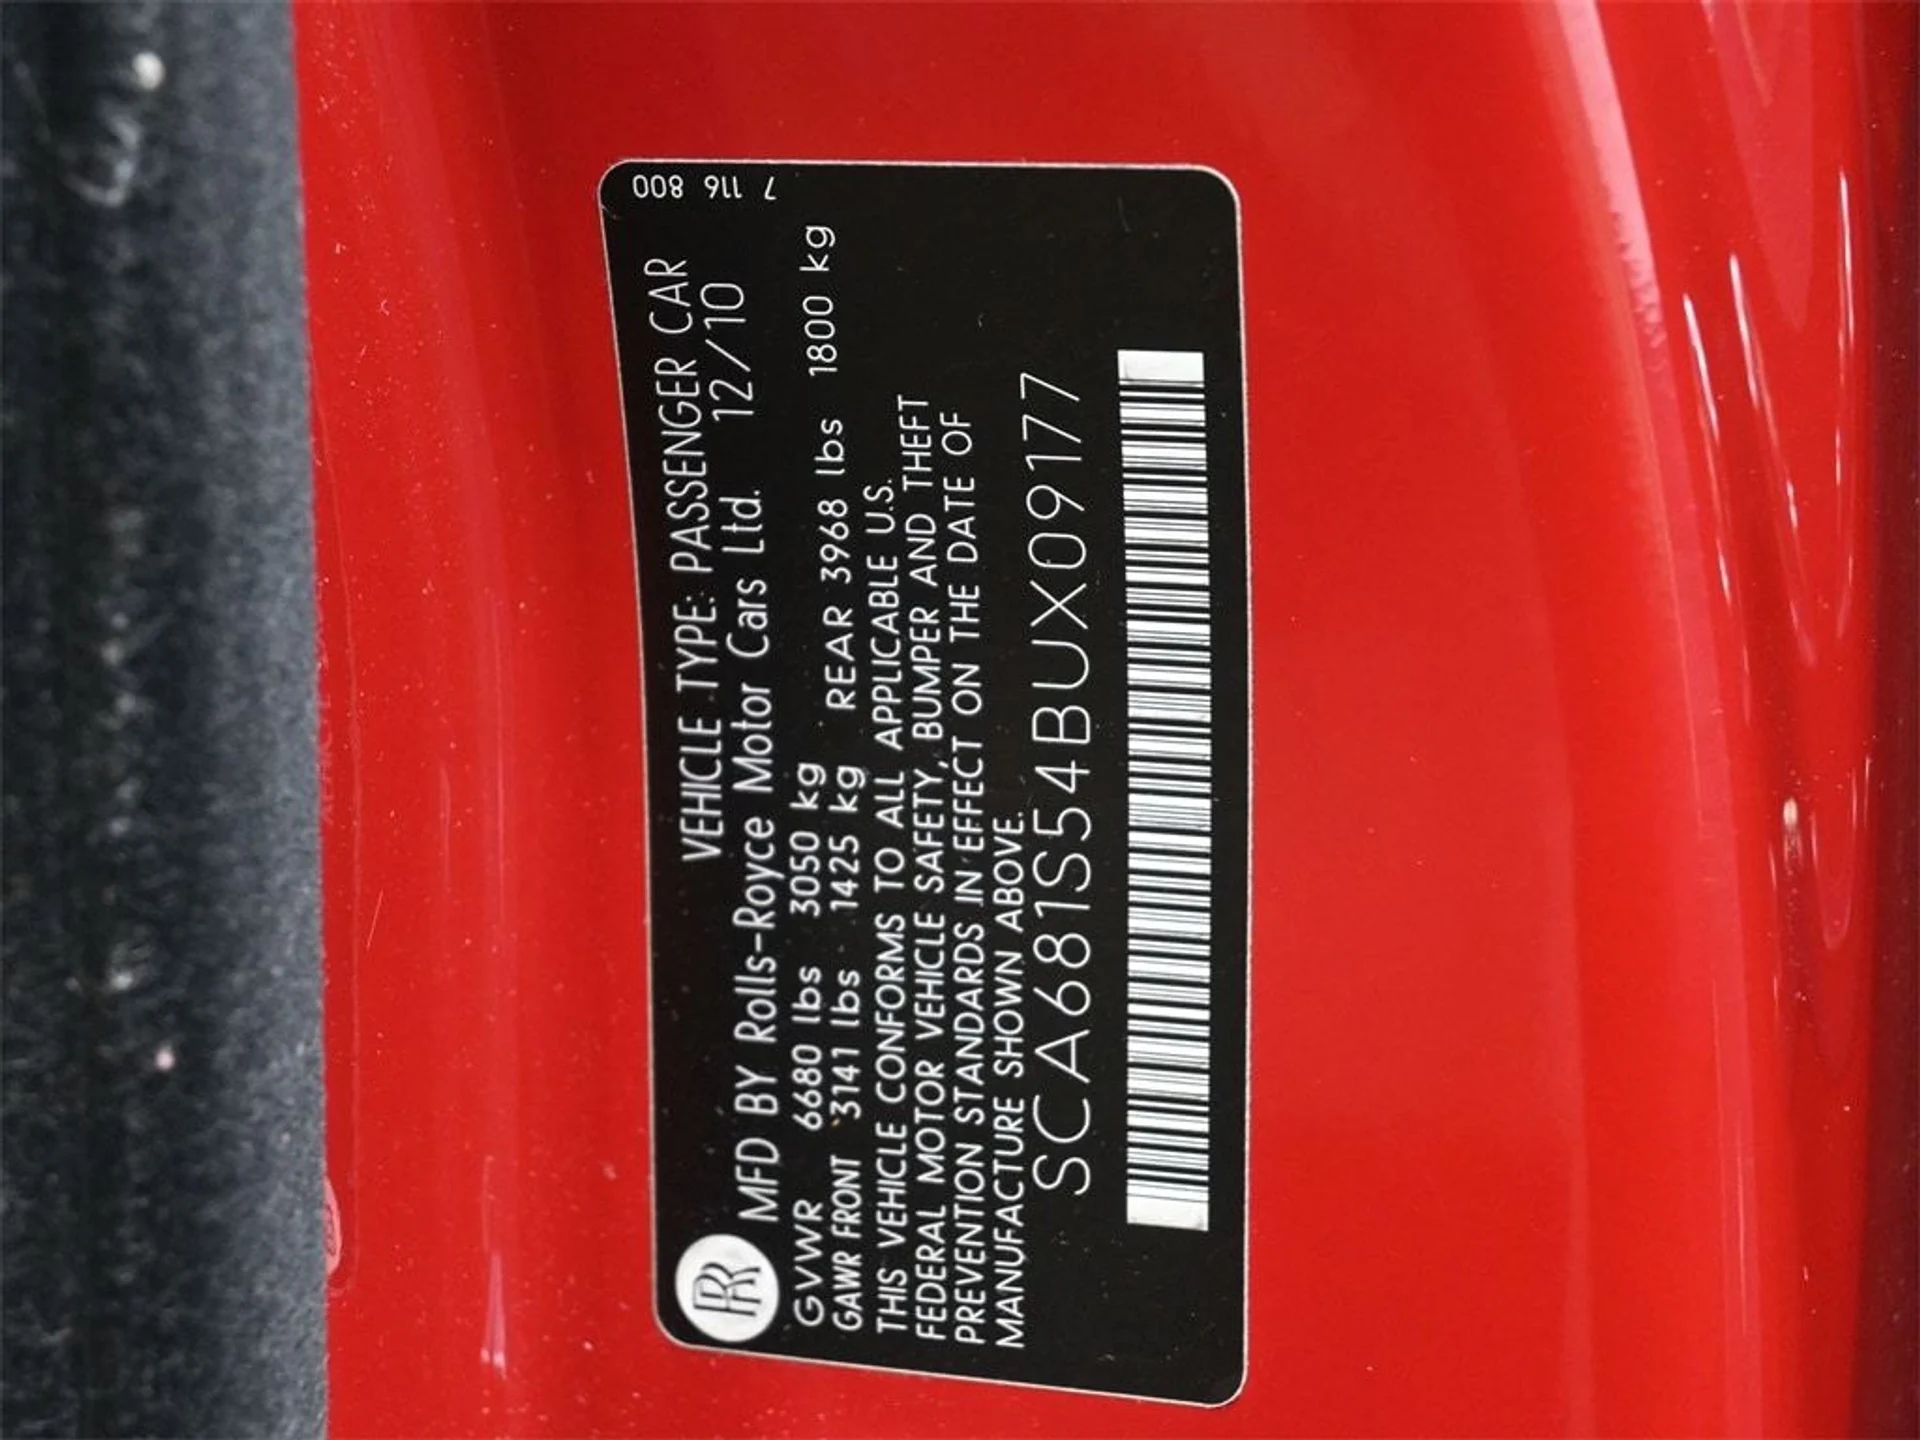 7 116 800
VEHICLE TYPE: PASSENGER CAR
MFD BY Rolls-Royce Motor Cars Ltd. 12/10
GVWR 6680 lbs 3050 kg
GAWR FRONT 3141 lbs 1425 kg REAR 3968 lbs 1800 kg
THIS VEHICLE CONFORMS TO ALL APPLICABLE U.S.
FEDERAL MOTOR VEHICLE SAFETY, BUMPER AND THEFT
PREVENTION STANDARDS IN EFFECT ON THE DATE OF
MANUFACTURE SHOWN ABOVE.
SCA681S54BUX09177
RR